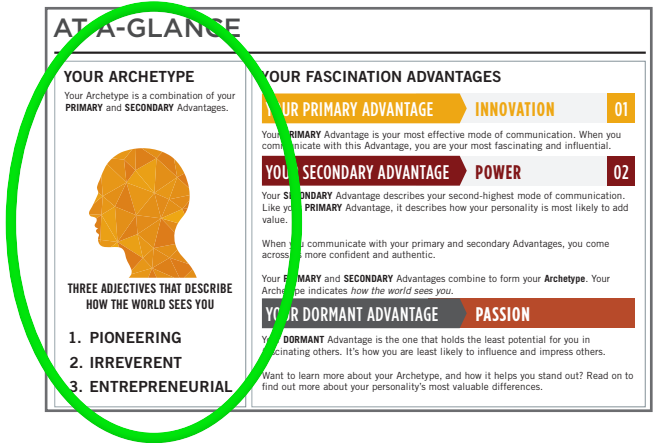 AT-A-GLANCE
YOUR ARCHETYPE
Your Archetype is a combination of your
PRIMARY and SECONDARY Advantages.
THREE ADJECTIVES THAT DESCRIBE
HOW THE WORLD SEES YOU
1. PIONEERING
2. IRREVERENT
3. ENTREPRENEURIAL
YOUR FASCINATION ADVANTAGES
YOUR PRIMARY ADVANTAGE INNOVATION 01
Your PRIMARY Advantage is your most effective mode of communication. When you
communicate with this Advantage, you are your most fascinating and influential.
YOUR SECONDARY ADVANTAGE POWER 02
Your SECONDARY Advantage describes your second-highest mode of communication.
Like your PRIMARY Advantage, it describes how your personality is most likely to add
value.
When you communicate with your primary and secondary Advantages, you come
across as more confident and authentic.
Your PRIMARY and SECONDARY Advantages combine to form your Archetype. Your
Archetype indicates how the world sees you.
YOUR DORMANT ADVANTAGE PASSION
Your DORMANT Advantage is the one that holds the least potential for you in
fascinating others. It's how you are least likely to influence and impress others.
Want to learn more about your Archetype, and how it helps you stand out? Read on to
find out more about your personality's most valuable differences.